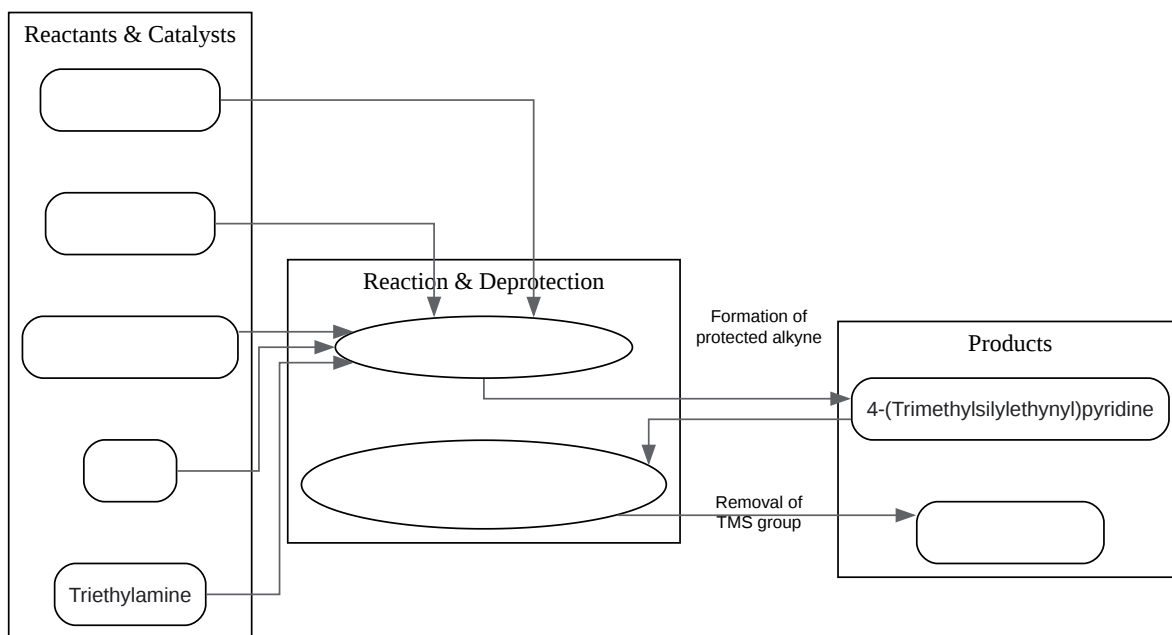 Reactants & Catalysts
Triethylamine
Reaction & Deprotection
Formation of
protected alkyne
Removal of
TMS group
Products
4-(Trimethylsilylethynyl)pyridine